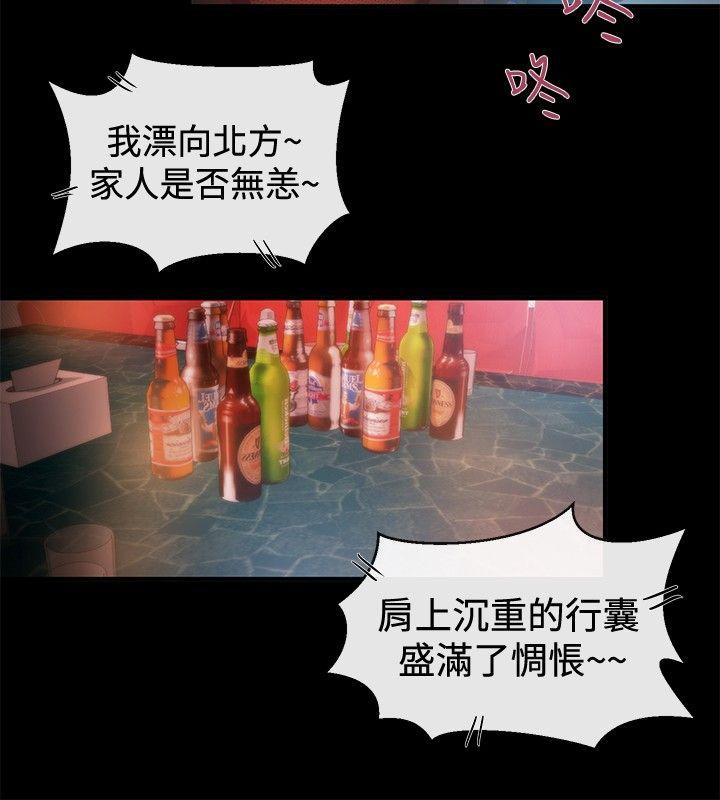 咚
咚
我漂向北方~
家人是否無恙~
肩上沉重的行囊
盛滿了惆悵~~